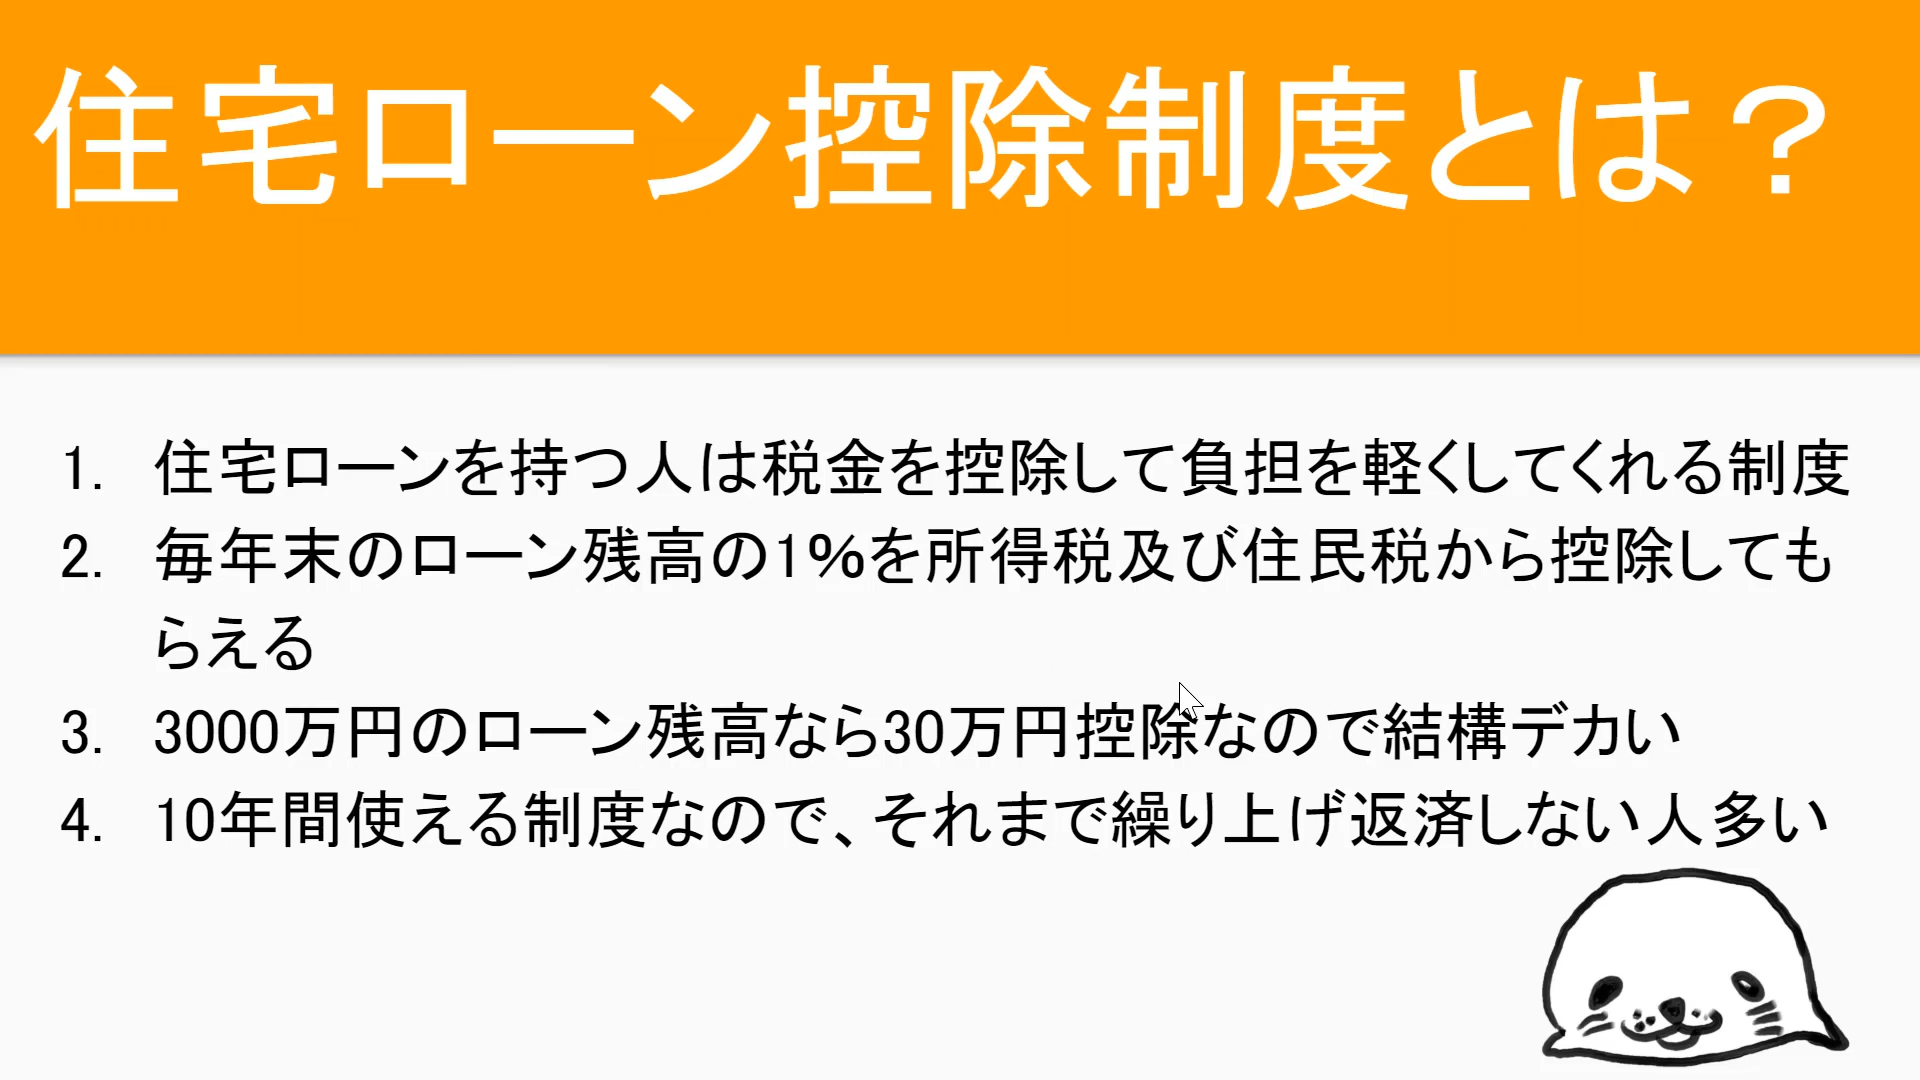 住宅ローン控除制度とは？
1. 住宅ローンを持つ人は税金を控除して負担を軽くしてくれる制度
2. 毎年末のローン残高の1%を所得税及び住民税から控除しても
らえる
3. 3000万円のローン残高なら30万円控除なので結構デカい
4. 10年間使える制度なので、それまで繰り上げ返済しない人多い